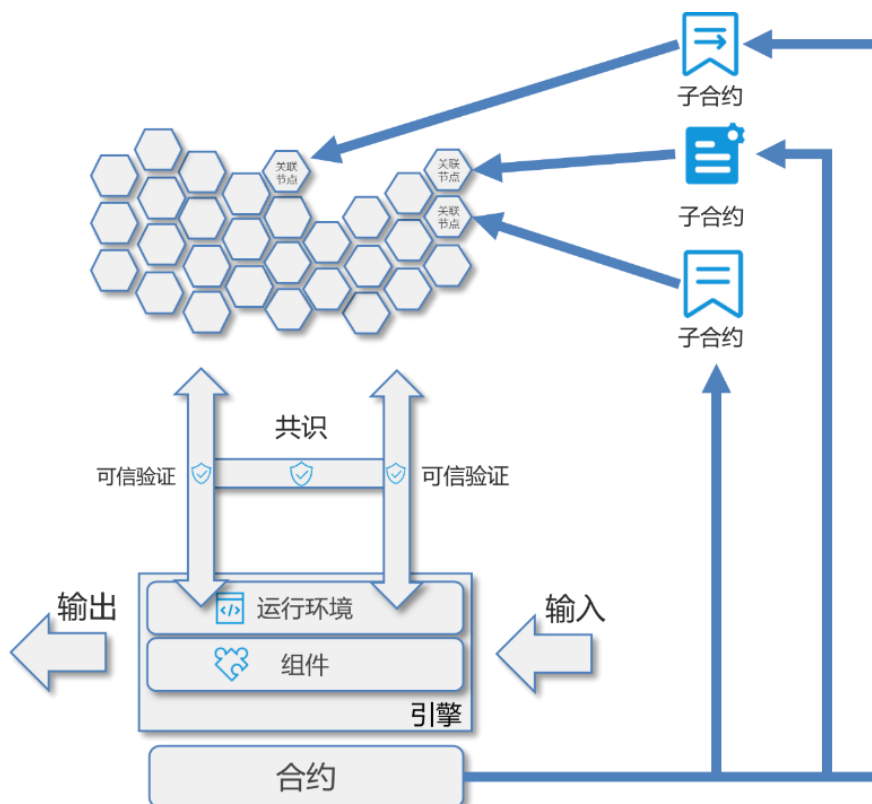 子合约
关联
节点
关联
节点
子合约
关联
节点
子合约
共识
可信验证
可信验证
输出
运行环境
输入
组件
引擎
合约